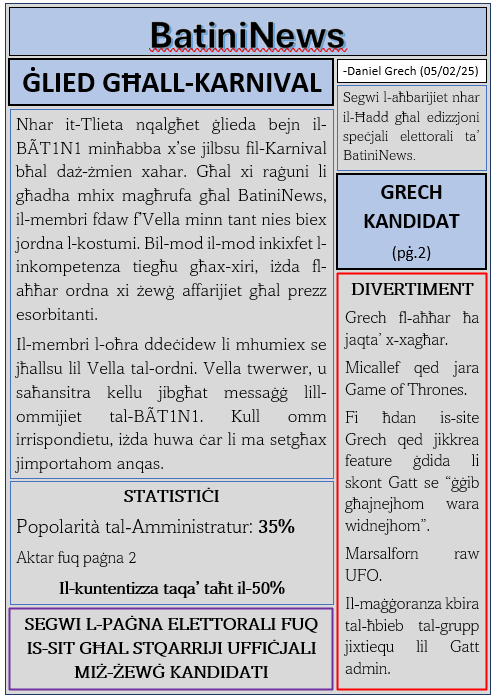 BatiniNews
ĠLIED GĦALL-KARNIVAL
Nhar it-Tlieta nqalgħet ġlieda bejn il-
BÃT1N1 minħabba x'se jilbsu fil-Karnival
bħal daż-żmien xahar. Għal xi raġuni li
għadha mhix magħrufa għal BatiniNews,
il-membri fdaw f'Vella minn tant nies biex
jordna l-kostumi. Bil-mod il-mod inkixfet l-
inkompetenza tiegħu għax-xiri, iżda fl-
aħħar ordna xi żewġ affarijiet għal prezz
esorbitanti.
Il-membri l-oħra ddeċidew li mhumiex se
jħallsu lil Vella tal-ordni. Vella twerwer, u
saħansitra kellu jibgħat messaġġ lill-
ommijiet tal-BÃT1N1. Kull omm
irrispondietu, iżda huwa ċar li ma setgħax
jimportahom anqas.
STATISTIĊI
Popolarità tal-Amministratur: 35%
Aktar fuq paġna 2
Il-kuntentizza taqa' taħt il-50%
SEGWI L-PAĠNA ELETTORALI FUQ
IS-SIT GĦAL STQARRIJI UFFIĊJALI
MIŻ-ŻEWĠ KANDIDATI
-Daniel Grech (05/02/25)
Segwi l-aħbarijiet nhar
il-Ħadd għal edizzjoni
speċjali elettorali ta'
BatiniNews.
GRECH
KANDIDAT
(pġ.2)
DIVERTIMENT
Grech fl-aħħar ħa
jaqta' x-xagħar.
Micallef qed jara
Game of Thrones.
Fi ħdan is-site
Grech qed jikkrea
feature ġdida li
skont Gatt se "ġġib
għajnejhom wara
widnejhom".
Marsalforn raw
UFO.
Il-maġġoranza kbira
tal-ħbieb tal-grupp
jixtiequ lil Gatt
admin.